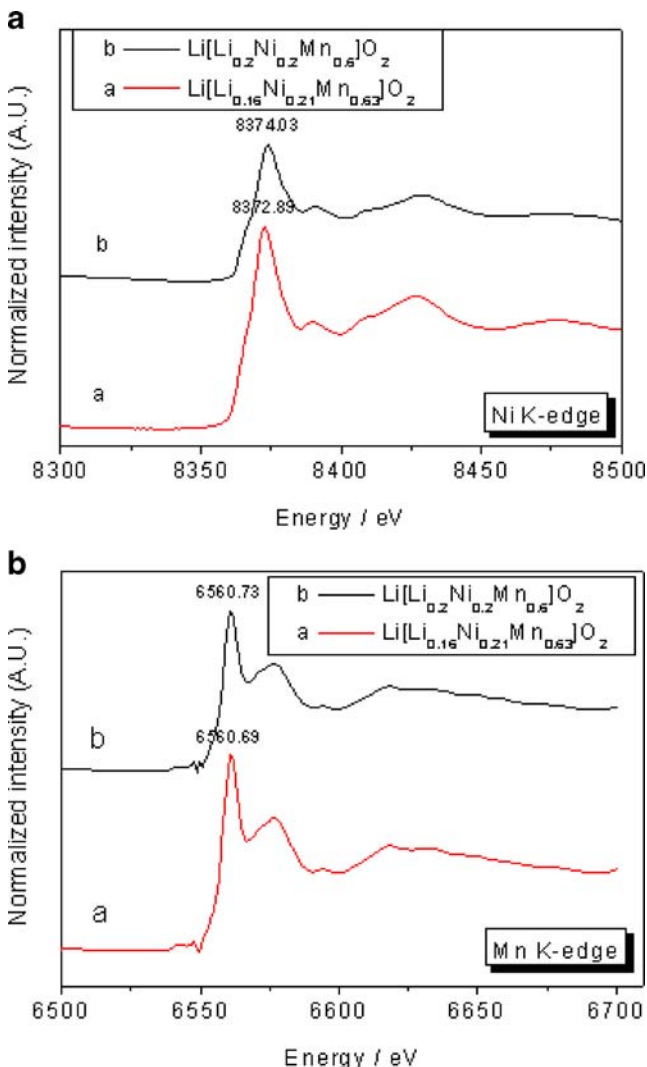 a
b Li[Li0.2Ni0.2Mn0.6]O2
a Li[Li0.16Ni0.21Mn0.63]O2
8374.03
8372.89
b
a
Normalized intensity (A.U.)
Ni K-edge
8300 8350 8400 8450 8500
Energy / eV
b
b Li[Li0.2Ni0.2Mn0.6]O2
a Li[Li0.16Ni0.21Mn0.63]O2
6560.73
6560.69
b
a
Normalized intensity (A.U.)
Mn K-edge
6500 6550 6600 6650 6700
Energy / eV